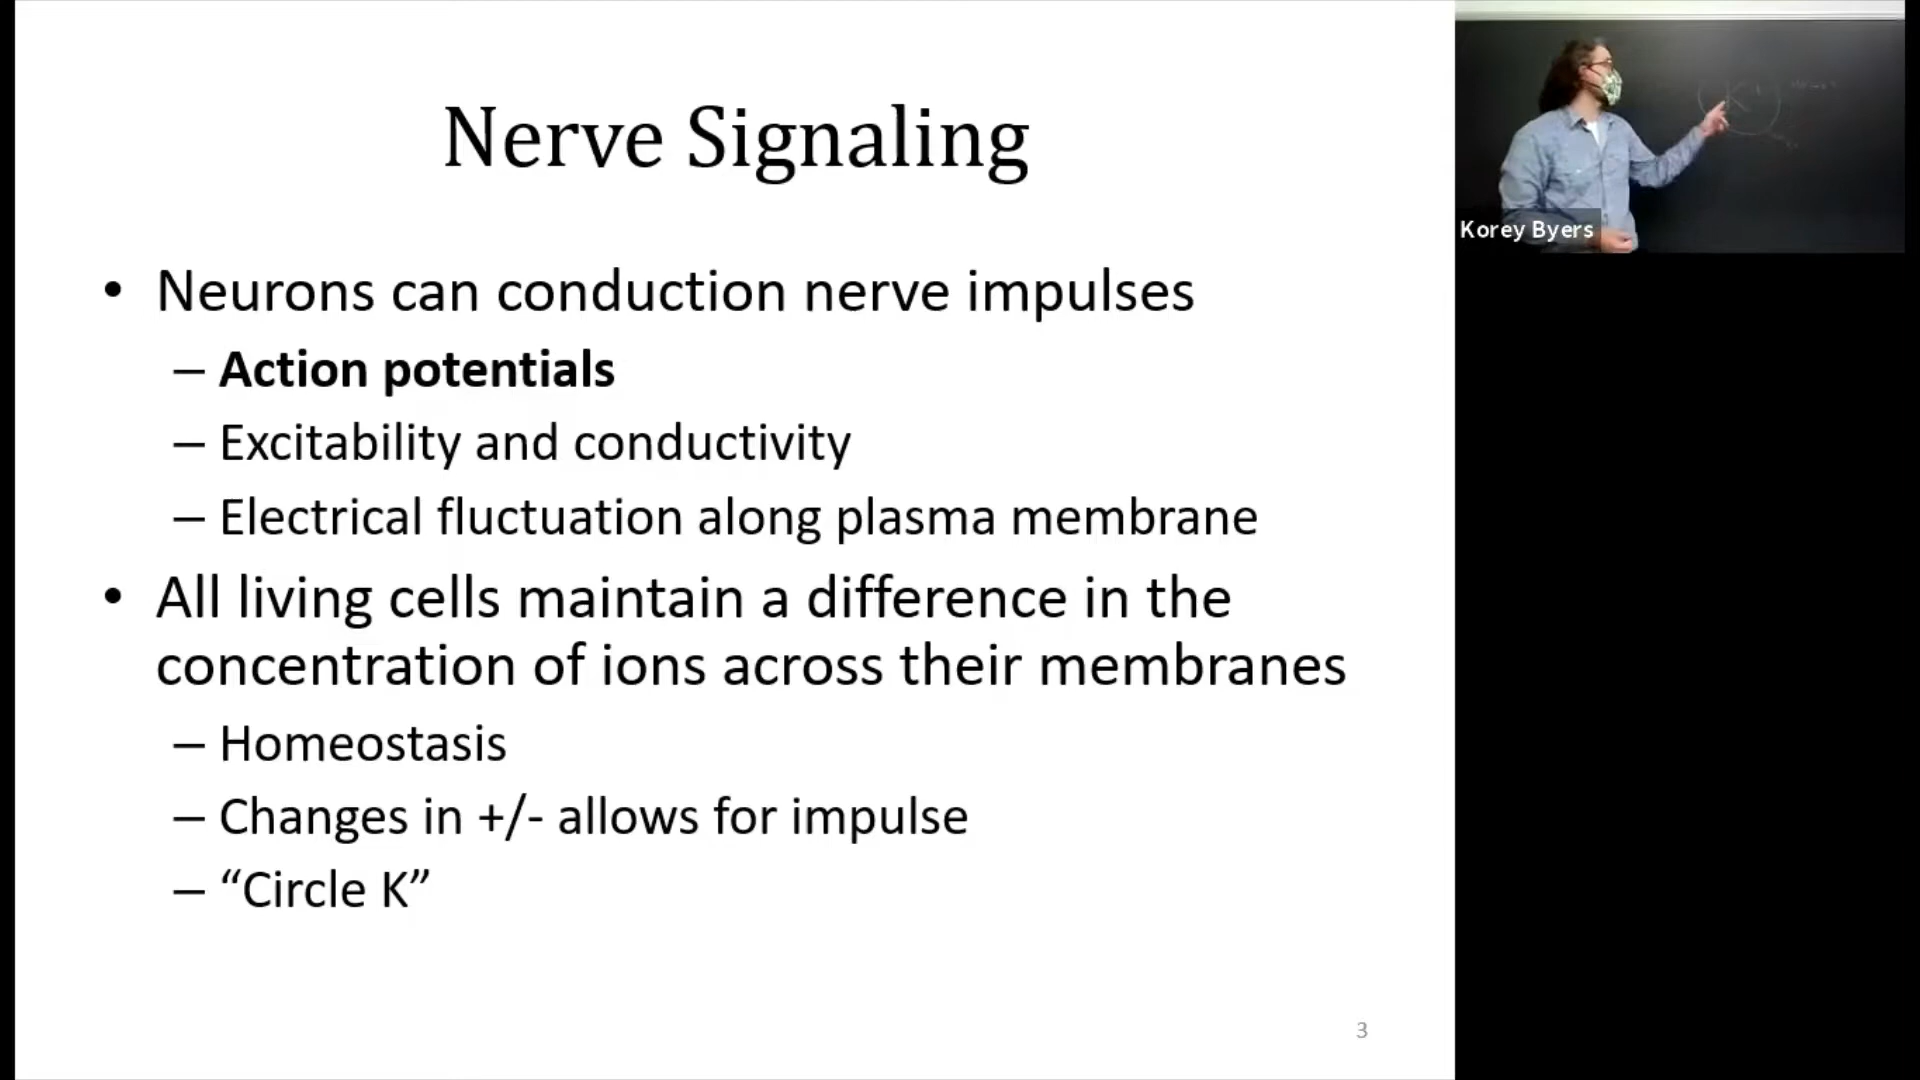 Nerve Signaling
• Neurons can conduction nerve impulses
– Action potentials
– Excitability and conductivity
– Electrical fluctuation along plasma membrane
• All living cells maintain a difference in the
concentration of ions across their membranes
– Homeostasis
– Changes in +/- allows for impulse
– “Circle K”
3
Korey Byers
K+